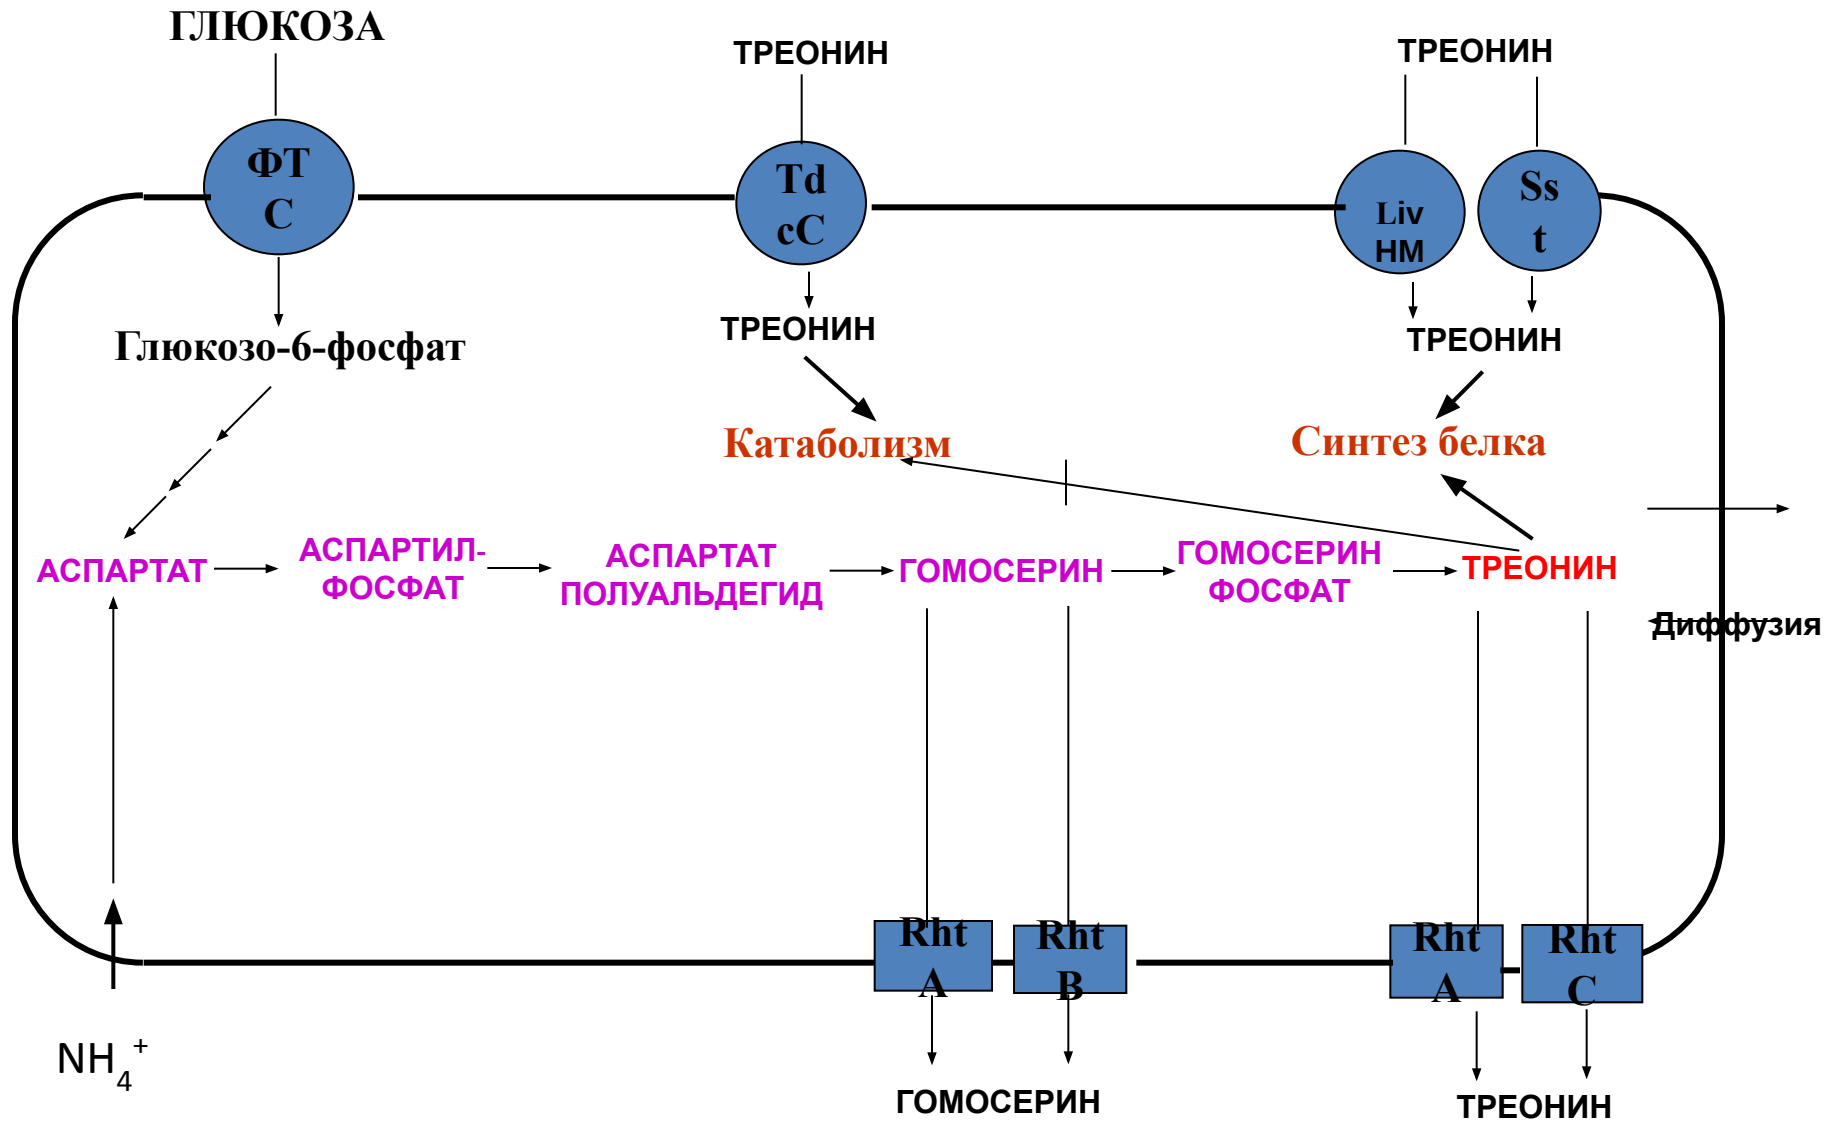 ГЛЮКОЗА
ТРЕОНИН
ТРЕОНИН
ФТ
С
Td
cC
Liv
HM
Ss
t
Глюкозо-6-фосфат
ТРЕОНИН
ТРЕОНИН
Катаболизм
Синтез белка
АСПАРТАТ
АСПАРТИЛ-
ФОСФАТ
АСПАРТАТ
ПОЛУАЛЬДЕГИД
ГОМОСЕРИН
ГОМОСЕРИН
ФОСФАТ
ТРЕОНИН
Диффузия
Rht
A
Rht
B
Rht
A
Rht
C
NH4+
ГОМОСЕРИН
ТРЕОНИН